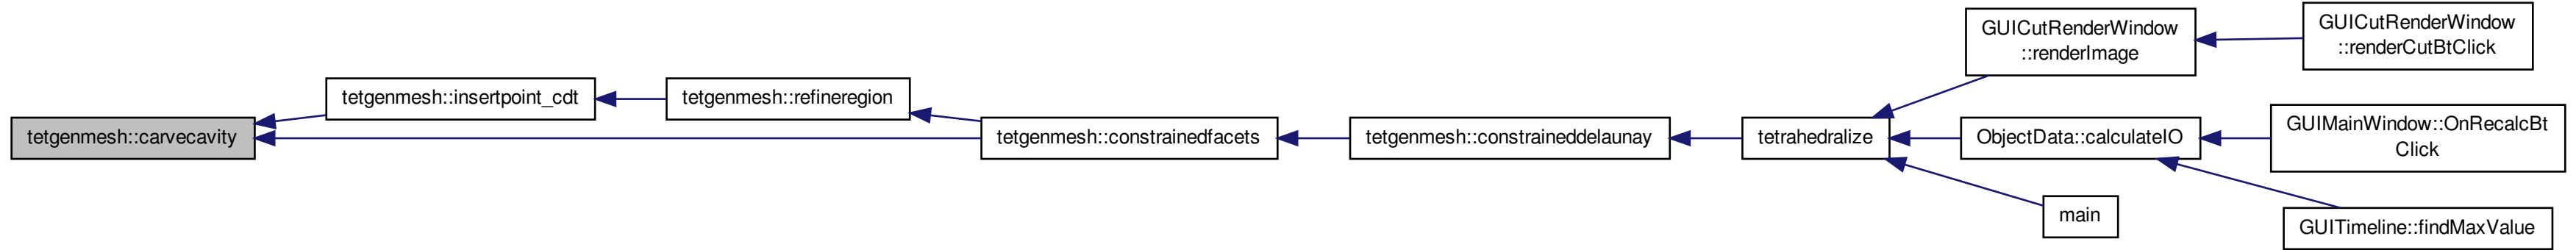 tetgenmesh::carvecavity
tetgenmesh::insertpoint_cdt
tetgenmesh::refineregion
tetgenmesh::constrainedfacets
tetgenmesh::constraineddelaunay
tetrahedralize
GUICutRenderWindow
::renderImage
GUICutRenderWindow
::renderCutBtClick
ObjectData::calculateIO
GUIMainWindow::OnRecalcBt
Click
GUITimeline::findMaxValue
main